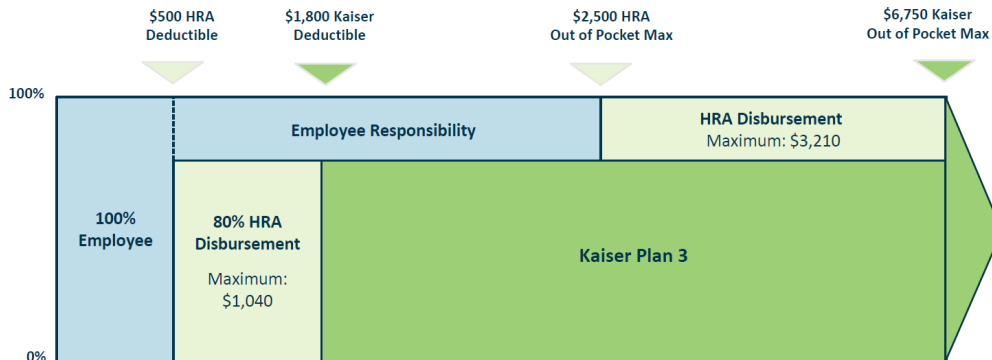 $500 HRA
Deductible
$1,800 Kaiser
Deductible
$2,500 HRA
Out of Pocket Max
$6,750 Kaiser
Out of Pocket Max
100%
Employee Responsibility
HRA Disbursement
Maximum: $3,210
100%
Employee
80% HRA
Disbursement
Maximum:
$1,040
Kaiser Plan 3
0%